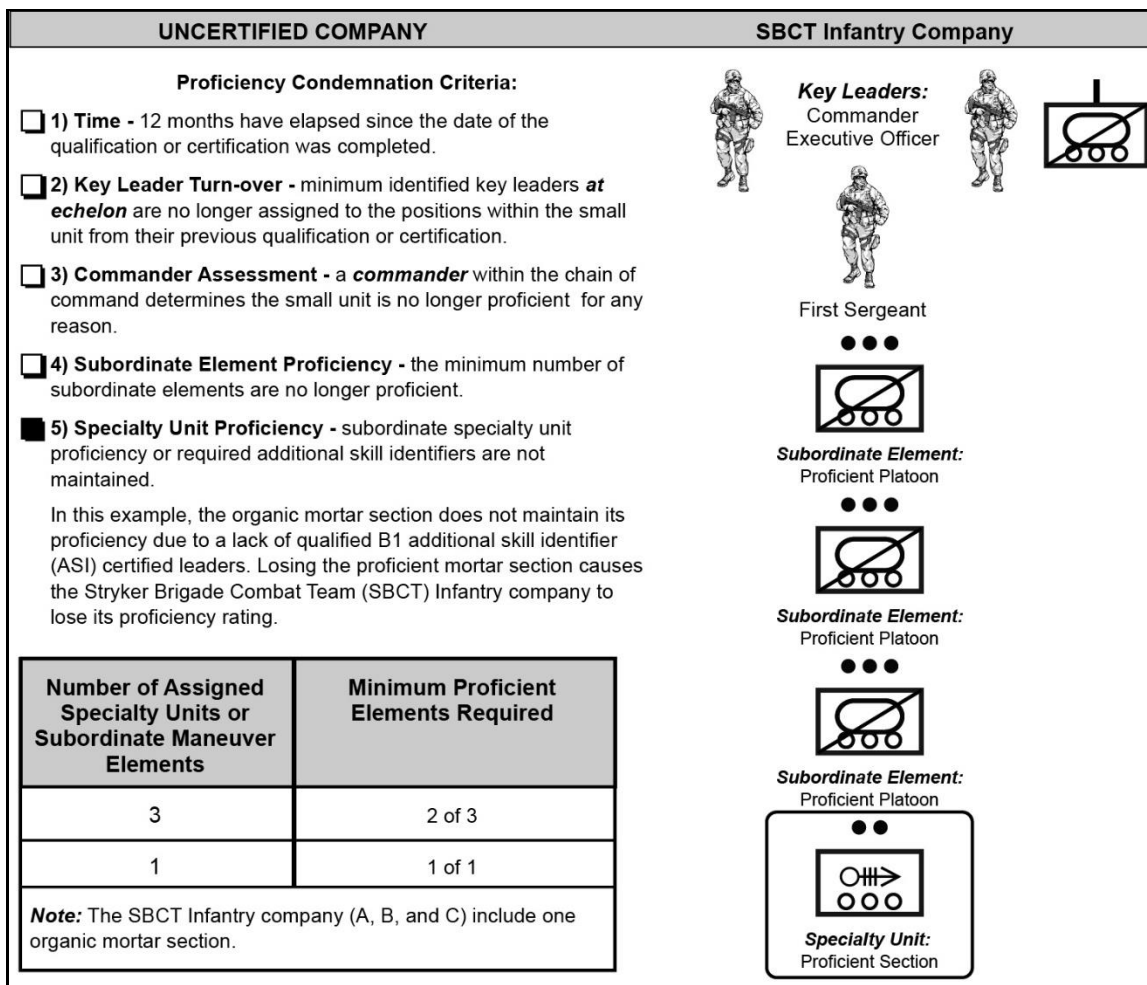 UNCERTIFIED COMPANY
Proficiency Condemnation Criteria:
1) Time - 12 months have elapsed since the date of the
qualification or certification was completed.
2) Key Leader Turn-over - minimum identified key leaders at
echelon are no longer assigned to the positions within the small
unit from their previous qualification or certification.
3) Commander Assessment - a commander within the chain of
command determines the small unit is no longer proficient for any
reason.
4) Subordinate Element Proficiency - the minimum number of
subordinate elements are no longer proficient.
5) Specialty Unit Proficiency - subordinate specialty unit
proficiency or required additional skill identifiers are not
maintained.
In this example, the organic mortar section does not maintain its
proficiency due to a lack of qualified B1 additional skill identifier
(ASI) certified leaders. Losing the proficient mortar section causes
the Stryker Brigade Combat Team (SBCT) Infantry company to
lose its proficiency rating.
Number of Assigned
Specialty Units or
Subordinate Maneuver
Elements
Minimum Proficient
Elements Required
3
2 of 3
1
1 of 1
Note: The SBCT Infantry company (A, B, and C) include one
organic mortar section.
SBCT Infantry Company
Key Leaders:
Commander
Executive Officer
First Sergeant
Subordinate Element:
Proficient Platoon
Subordinate Element:
Proficient Platoon
Subordinate Element:
Proficient Platoon
Specialty Unit:
Proficient Section